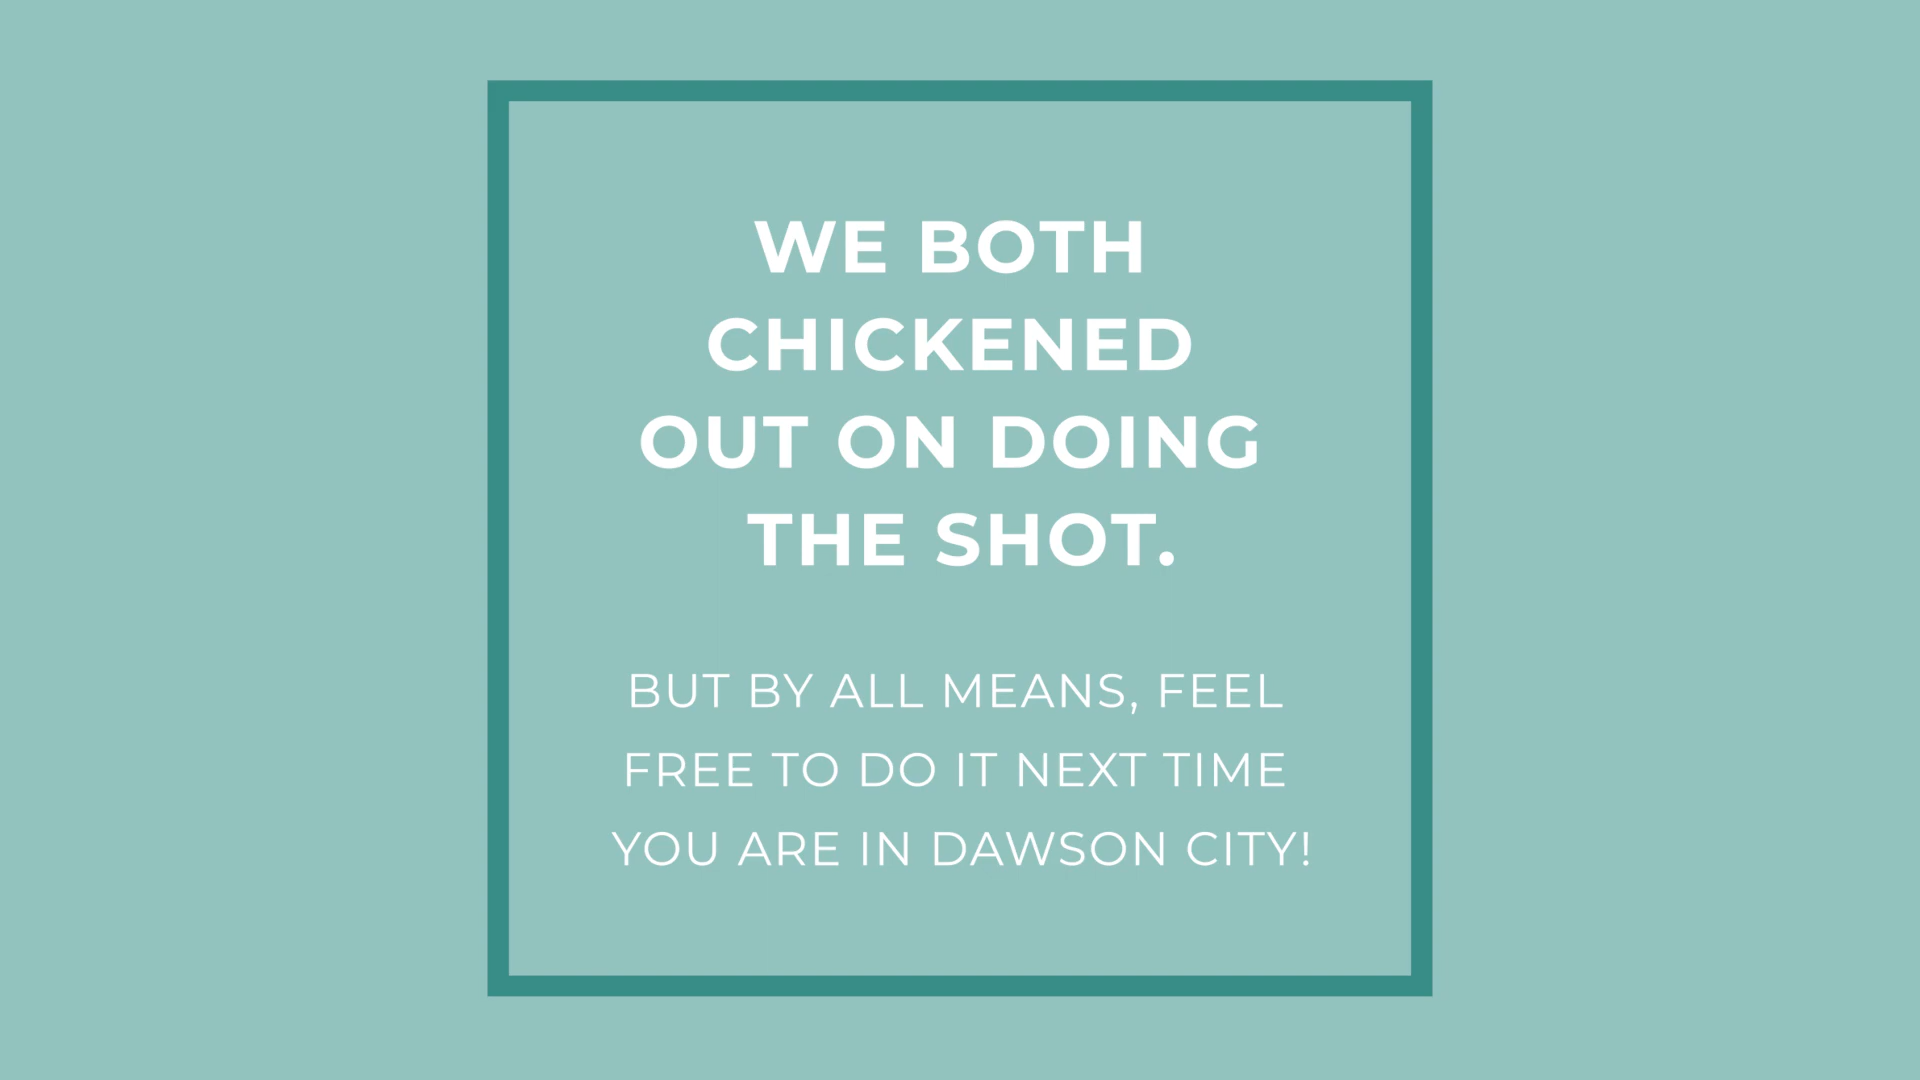 WE BOTH
CHICKENED
OUT ON DOING
THE SHOT.
BUT BY ALL MEANS, FEEL
FREE TO DO IT NEXT TIME
YOU ARE IN DAWSON CITY!